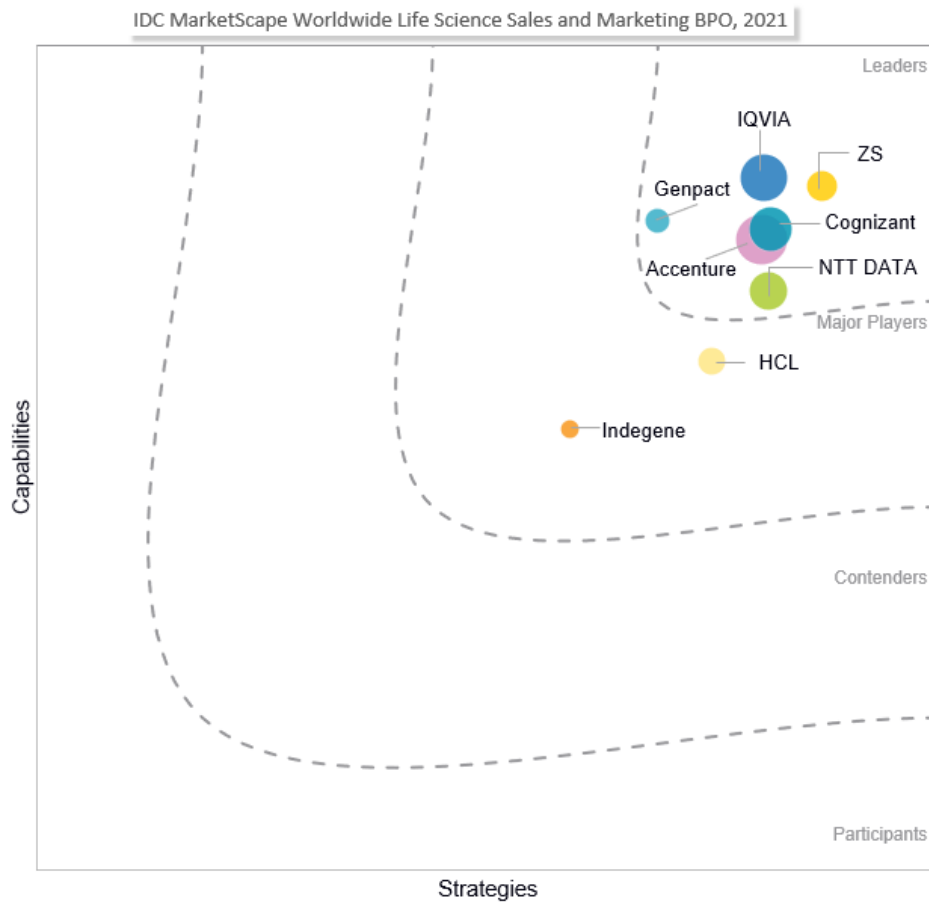 IDC MarketScape Worldwide Life Science Sales and Marketing BPO, 2021
Leaders
IQVIA
ZS
Genpact
Cognizant
Accenture
NTT DATA
Major Players
HCL
Indegene
Capabilities
Contenders
Participants
Strategies